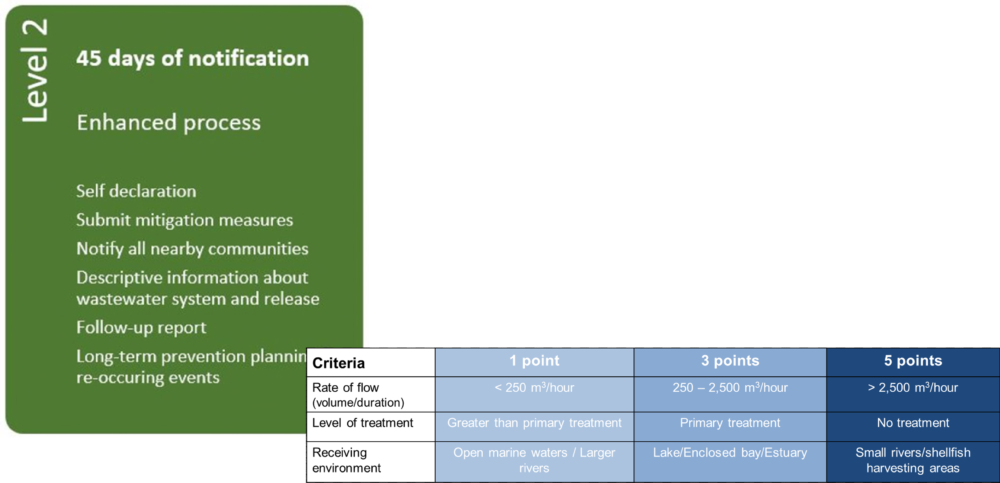 Level 2
45 days of notification
Enhanced process
Self declaration
Submit mitigation measures
Notify all nearby communities
Descriptive information about
wastewater system and release
Follow-up report
Long-term prevention
re-occuring events
Criteria 1 point 3 points 5 points
Rate of flow < 250 m³/hour 250 – 2,500 m³/hour > 2,500 m³/hour
(volume/duration)
Level of treatment Greater than primary treatment Primary treatment No treatment
Receiving Open marine waters / Larger Lake/Enclosed bay/Estuary Small rivers/shellfish
environment rivers harvesting areas